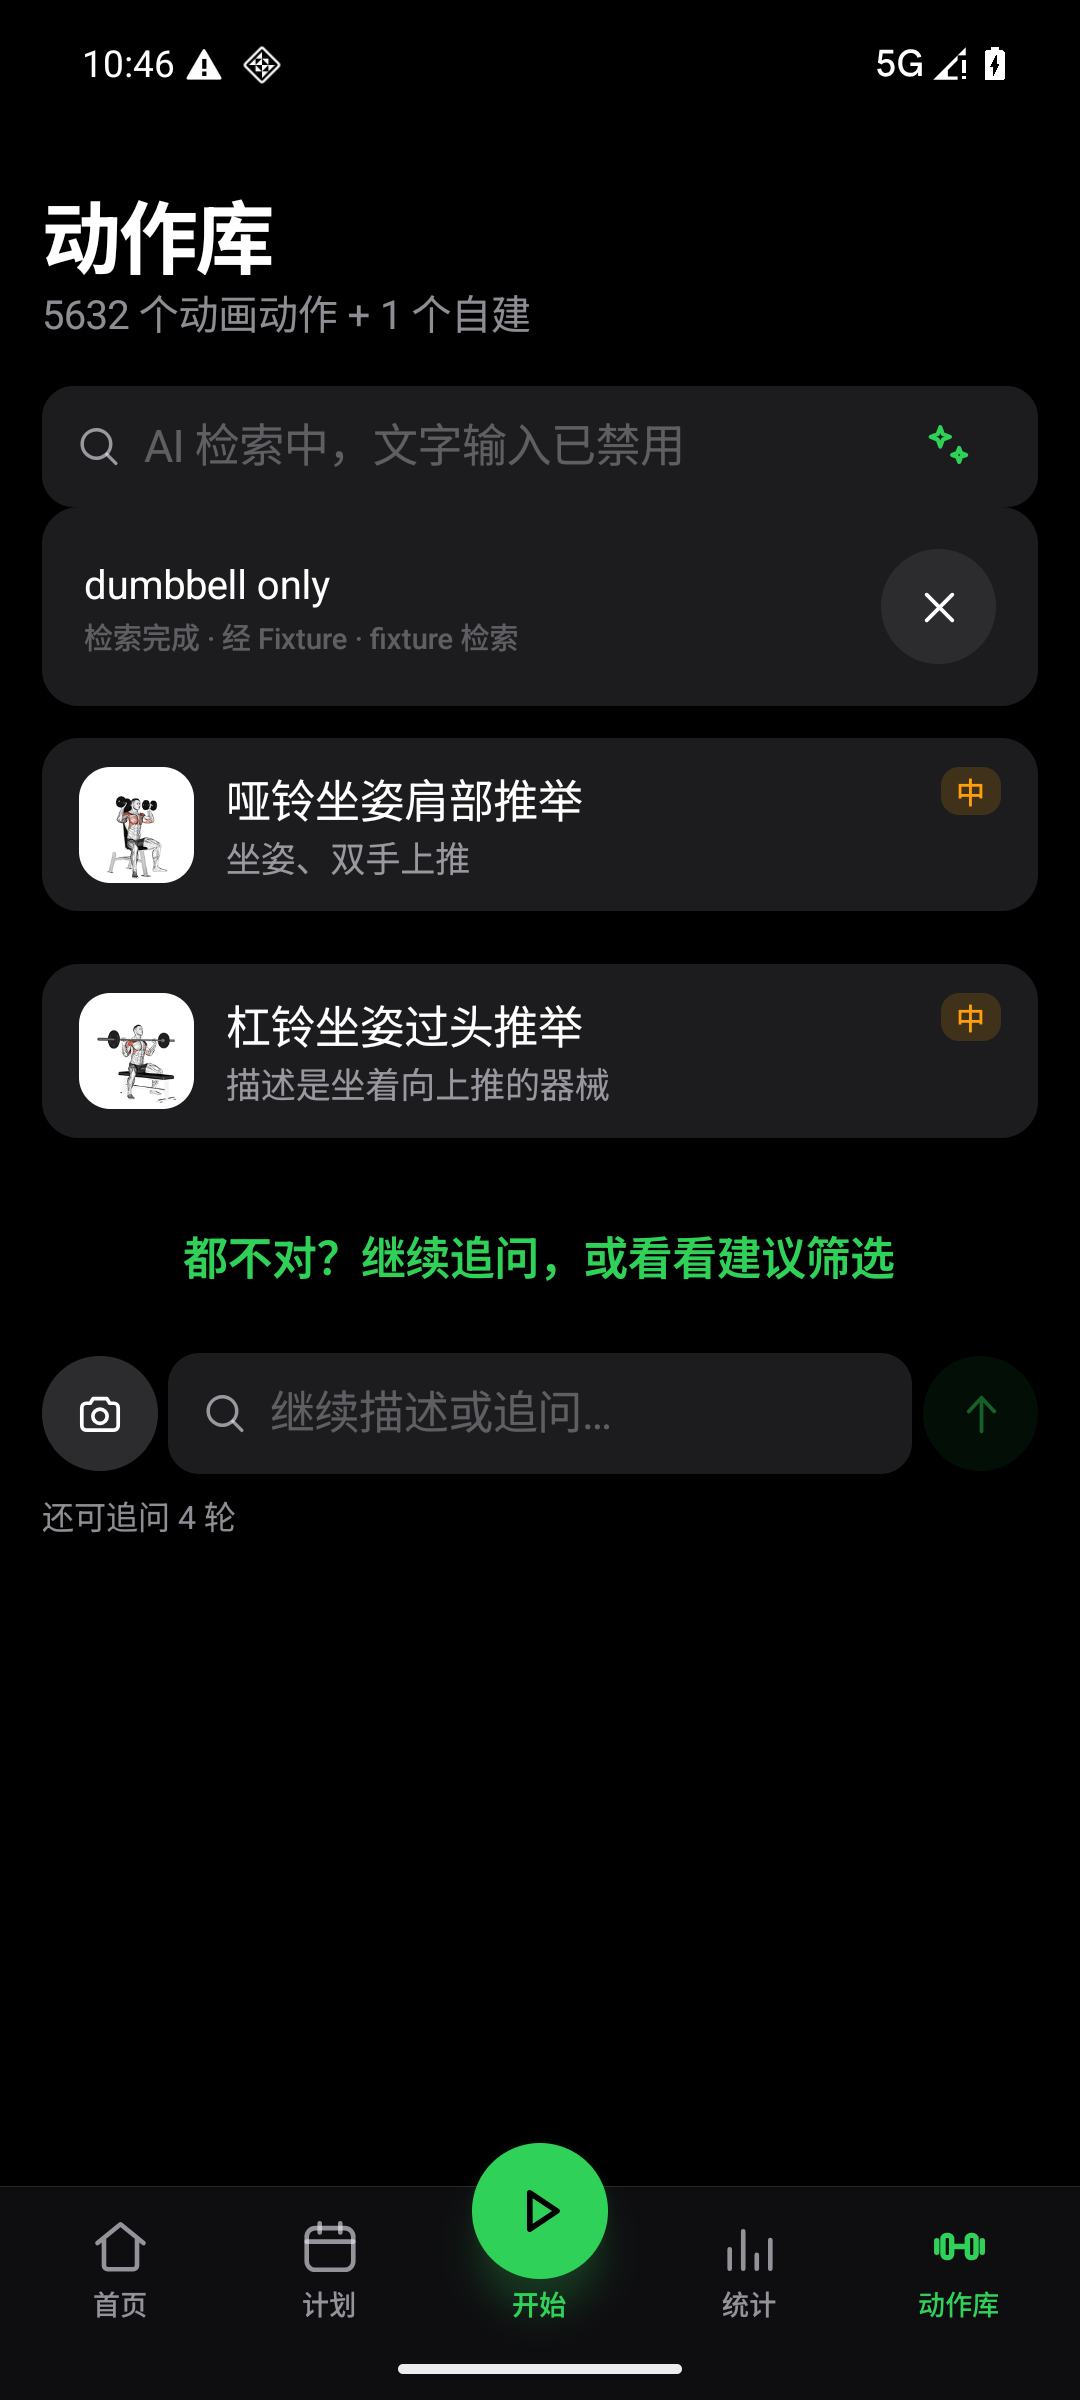 10:46
5G
动作库
5632 个动画动作 + 1 个自建
AI 检索中，文字输入已禁用
dumbbell only
检索完成 · 经 Fixture · fixture 检索
哑铃坐姿肩部推举
中
坐姿、双手上推
杠铃坐姿过头推举
中
描述是坐着向上推的器械
都不对？继续追问，或看看建议筛选
继续描述或追问...
还可追问 4 轮
首页
计划
开始
统计
动作库